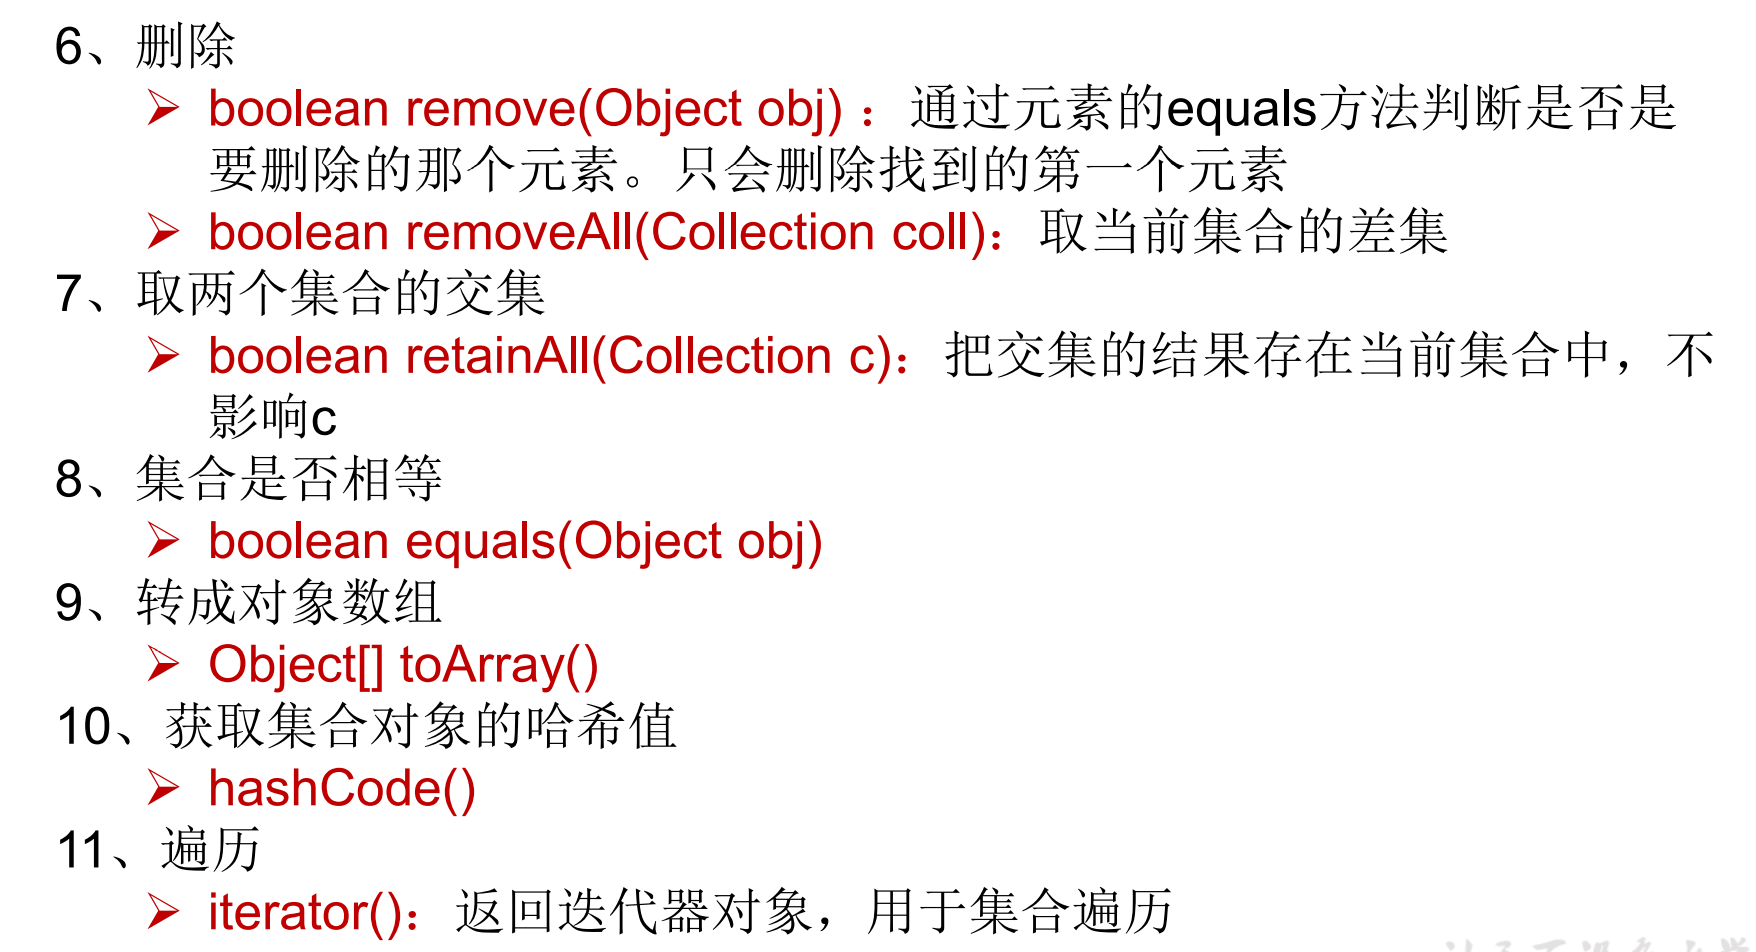 6、删除
➢ boolean remove(Object obj) ：通过元素的equals方法判断是否是
要删除的那个元素。只会删除找到的第一个元素
➢ boolean removeAll(Collection coll)：取当前集合的差集
7、取两个集合的交集
➢ boolean retainAll(Collection c)：把交集的结果存在当前集合中，不
影响c
8、集合是否相等
➢ boolean equals(Object obj)
9、转成对象数组
➢ Object[] toArray()
10、获取集合对象的哈希值
➢ hashCode()
11、遍历
➢ iterator()：返回迭代器对象，用于集合遍历